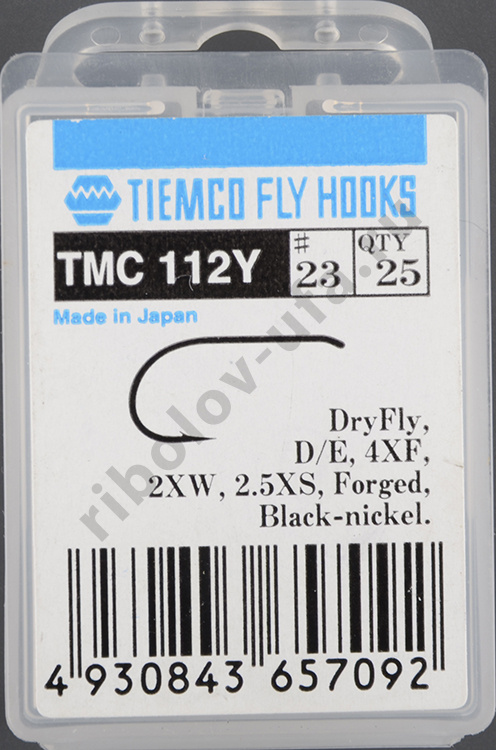 TIEMCO FLY HOOKS
TMC 112Y # 23 QTY 25
Made in Japan
DryFly,
D/E, 4XF,
2XW, 2.5XS, Forged,
Black-nickel.
4 930843 657092
ribolov-ufa.ru